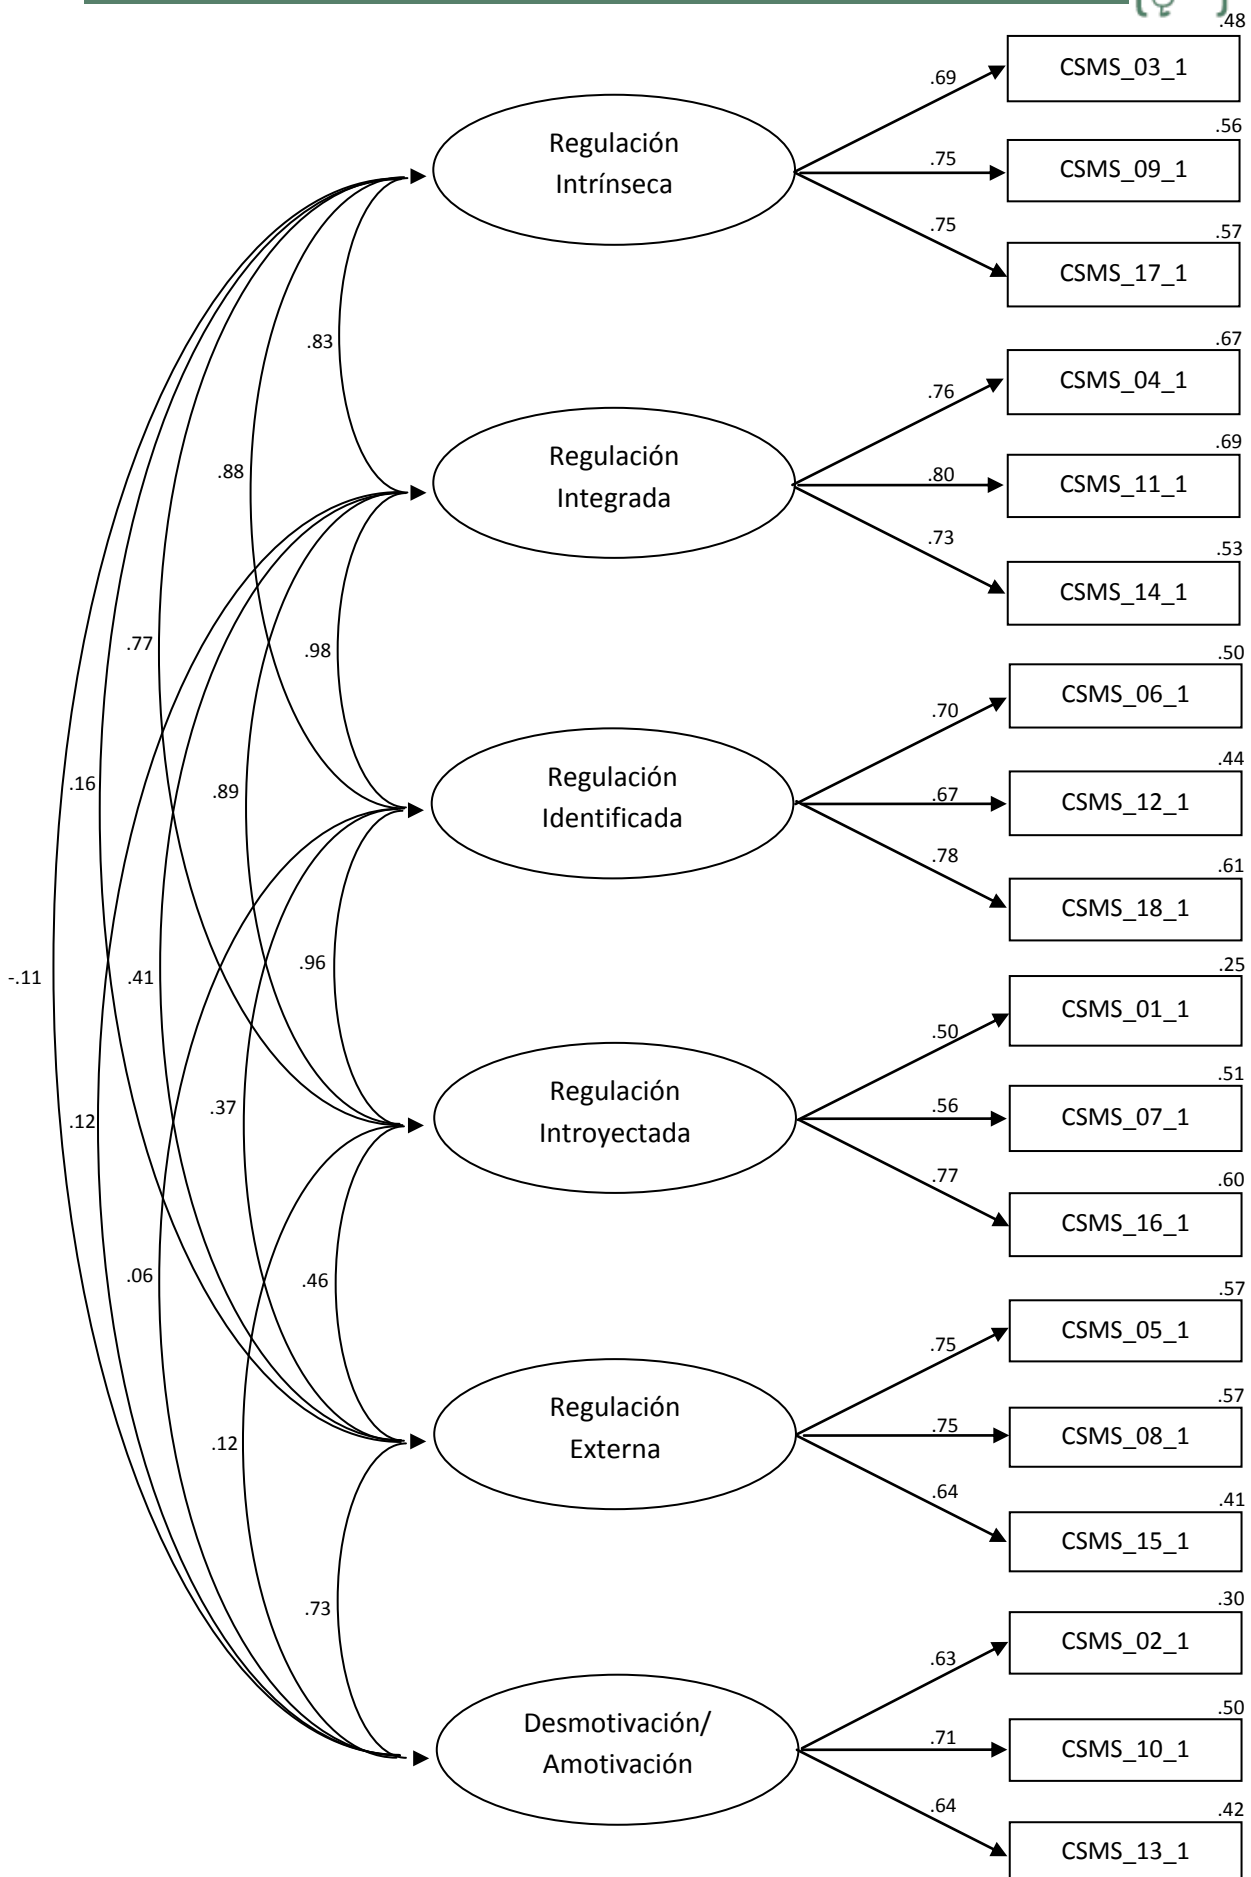 .48
CSMS_03_1
.69
.56
Regulación
Intrínseca
.75
CSMS_09_1
.75
.57
CSMS_17_1
.83
.67
CSMS_04_1
.76
.69
Regulación
Integrada
.88
.80
CSMS_11_1
.73
.53
CSMS_14_1
.77
.98
.50
CSMS_06_1
.70
.44
Regulación
Identificada
.16
.89
.67
CSMS_12_1
.78
.61
CSMS_18_1
-.11
.41
.96
.25
CSMS_01_1
.50
.51
Regulación
Introyectada
.12
.37
.56
CSMS_07_1
.77
.60
CSMS_16_1
.06
.46
.57
CSMS_05_1
.75
.57
Regulación
Externa
.12
.75
CSMS_08_1
.64
.41
CSMS_15_1
.73
.30
CSMS_02_1
.63
.50
Desmotivación/
Amotivación
.71
CSMS_10_1
.64
.42
CSMS_13_1